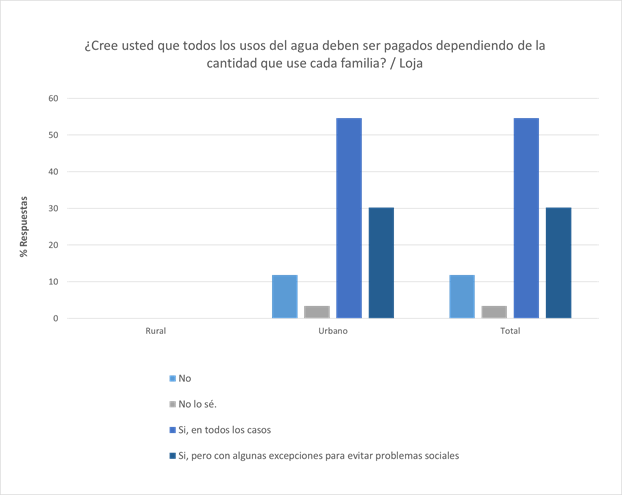 ¿Cree usted que todos los usos del agua deben ser pagados dependiendo de la
cantidad que use cada familia? / Loja
60
50
40
30
20
10
0
% Respuestas
Rural
Urbano
Total
No
No lo sé.
Si, en todos los casos
Si, pero con algunas excepciones para evitar problemas sociales